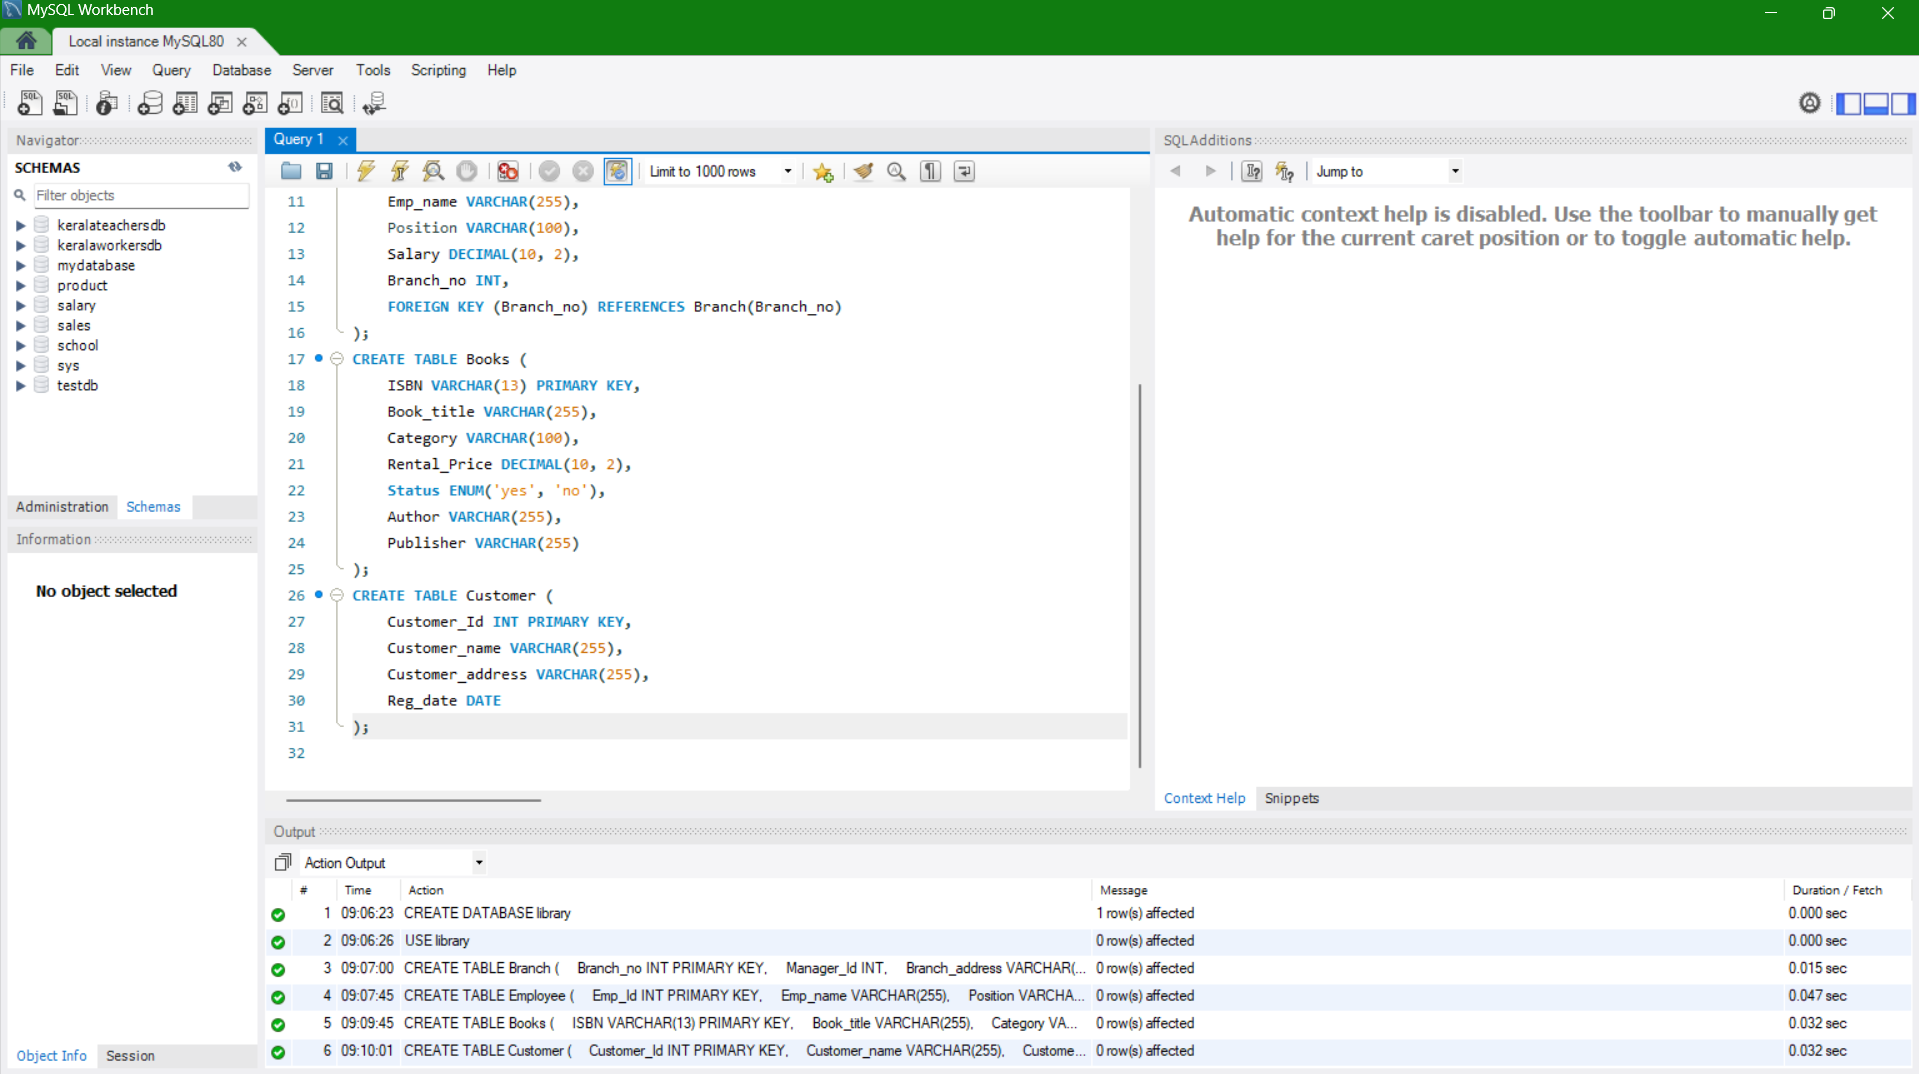 MySQL Workbench
Local instance MySQL80
File Edit View Query Database Server Tools Scripting Help
Navigator
SCHEMAS
Filter objects
keralateachersdb
keralaworkersdb
mydatabase
product
salary
sales
school
sys
testdb
Administration Schemas
Information
No object selected
Object Info Session
Query 1
Limit to 1000 rows
11 Emp_name VARCHAR(255),
12 Position VARCHAR(100),
13 Salary DECIMAL(10, 2),
14 Branch_no INT,
15 FOREIGN KEY (Branch_no) REFERENCES Branch(Branch_no)
16 );
17 CREATE TABLE Books (
18 ISBN VARCHAR(13) PRIMARY KEY,
19 Book_title VARCHAR(255),
20 Category VARCHAR(100),
21 Rental_Price DECIMAL(10, 2),
22 Status ENUM('yes', 'no'),
23 Author VARCHAR(255),
24 Publisher VARCHAR(255)
25 );
26 CREATE TABLE Customer (
27 Customer_Id INT PRIMARY KEY,
28 Customer_name VARCHAR(255),
29 Customer_address VARCHAR(255),
30 Reg_date DATE
31 );
32
SQLAdditions
Jump to
Automatic context help is disabled. Use the toolbar to manually get
help for the current caret position or to toggle automatic help.
Context Help Snippets
Output
Action Output
# Time Action Message Duration / Fetch
1 09:06:23 CREATE DATABASE library 1 row(s) affected 0.000 sec
2 09:06:26 USE library 0 row(s) affected 0.000 sec
3 09:07:00 CREATE TABLE Branch ( Branch_no INT PRIMARY KEY, Manager_Id INT, Branch_address VARCHAR(... 0 row(s) affected 0.015 sec
4 09:07:45 CREATE TABLE Employee ( Emp_Id INT PRIMARY KEY, Emp_name VARCHAR(255), Position VARCHA... 0 row(s) affected 0.047 sec
5 09:09:45 CREATE TABLE Books ( ISBN VARCHAR(13) PRIMARY KEY, Book_title VARCHAR(255), Category VA... 0 row(s) affected 0.032 sec
6 09:10:01 CREATE TABLE Customer ( Customer_Id INT PRIMARY KEY, Customer_name VARCHAR(255), Custome... 0 row(s) affected 0.032 sec